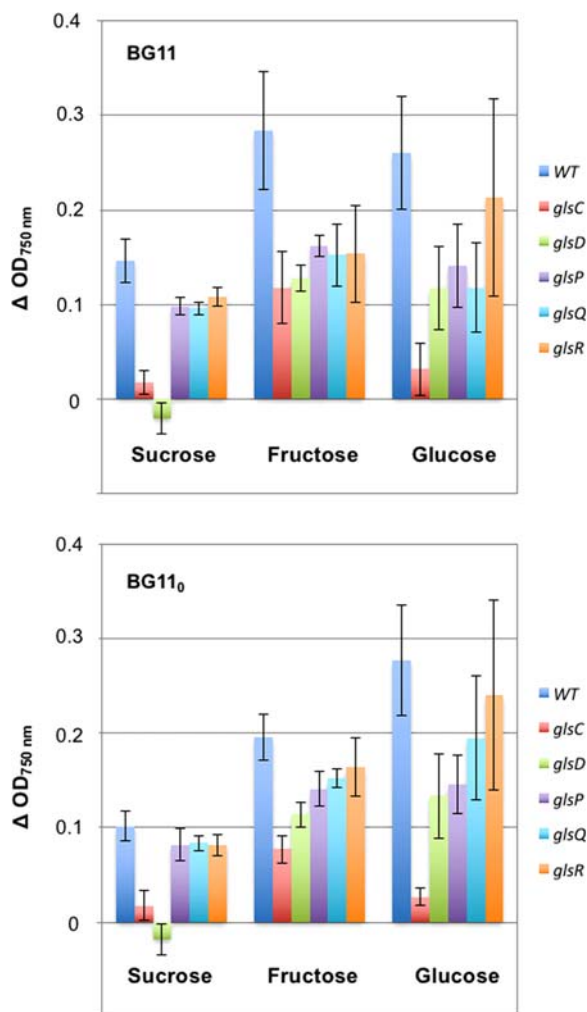 0.4
BG11
0.3
0.2
0.1
0
Δ OD750 nm
Sucrose Fructose Glucose
WT
glsC
glsD
glsP
glsQ
glsR
0.4
BG110
0.3
0.2
0.1
0
Δ OD750 nm
Sucrose Fructose Glucose
WT
glsC
glsD
glsP
glsQ
glsR